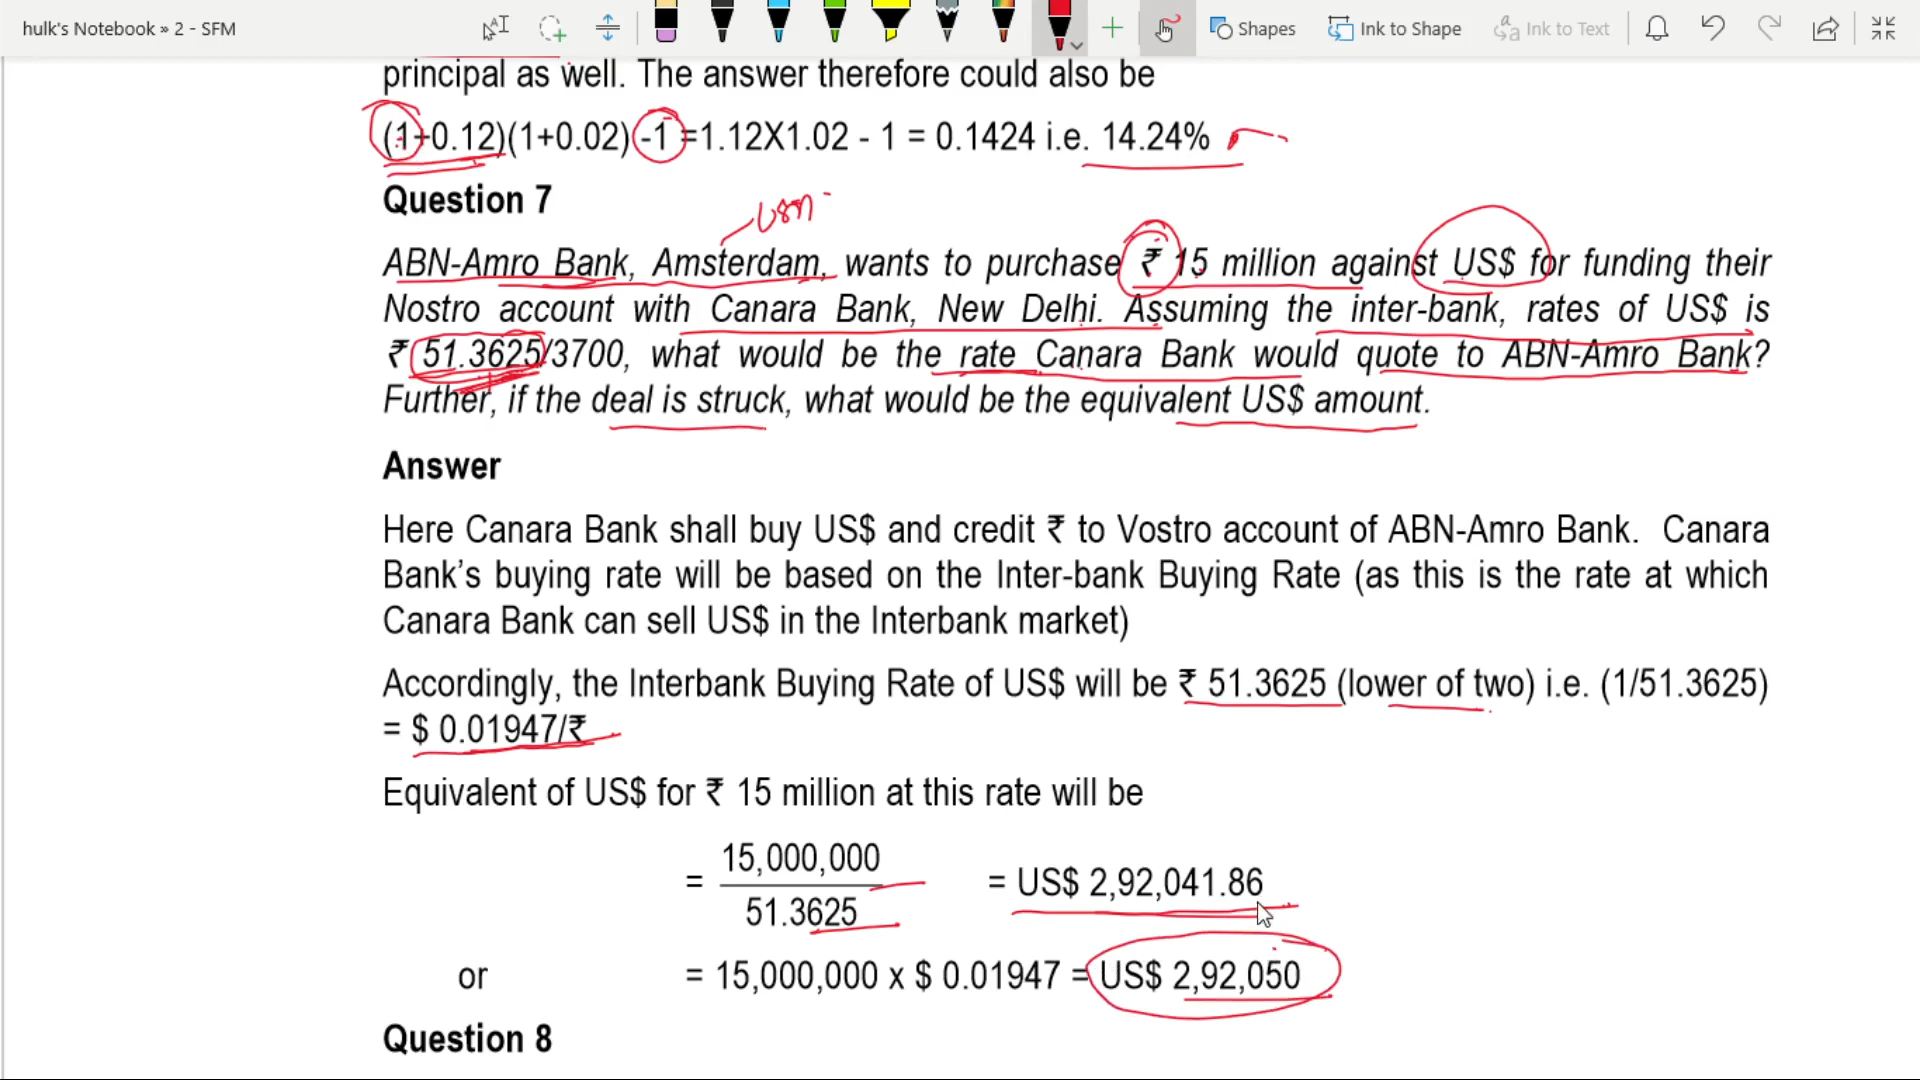 hulk's Notebook » 2 - SFM
Shapes
Ink to Shape
Ink to Text
principal as well. The answer therefore could also be
(1+0.12)(1+0.02) -1 =1.12X1.02 - 1 = 0.1424 i.e. 14.24%
Question 7
ABN-Amro Bank, Amsterdam, wants to purchase ₹ 15 million against US$ for funding their
Nostro account with Canara Bank, New Delhi. Assuming the inter-bank, rates of US$ is
₹ 51.3625/3700, what would be the rate Canara Bank would quote to ABN-Amro Bank?
Further, if the deal is struck, what would be the equivalent US$ amount.
Answer
Here Canara Bank shall buy US$ and credit ₹ to Vostro account of ABN-Amro Bank. Canara
Bank’s buying rate will be based on the Inter-bank Buying Rate (as this is the rate at which
Canara Bank can sell US$ in the Interbank market)
Accordingly, the Interbank Buying Rate of US$ will be ₹ 51.3625 (lower of two) i.e. (1/51.3625)
= $ 0.01947/₹
Equivalent of US$ for ₹ 15 million at this rate will be
= 15,000,000
51.3625
= US$ 2,92,041.86
or = 15,000,000 x $ 0.01947 = US$ 2,92,050
Question 8